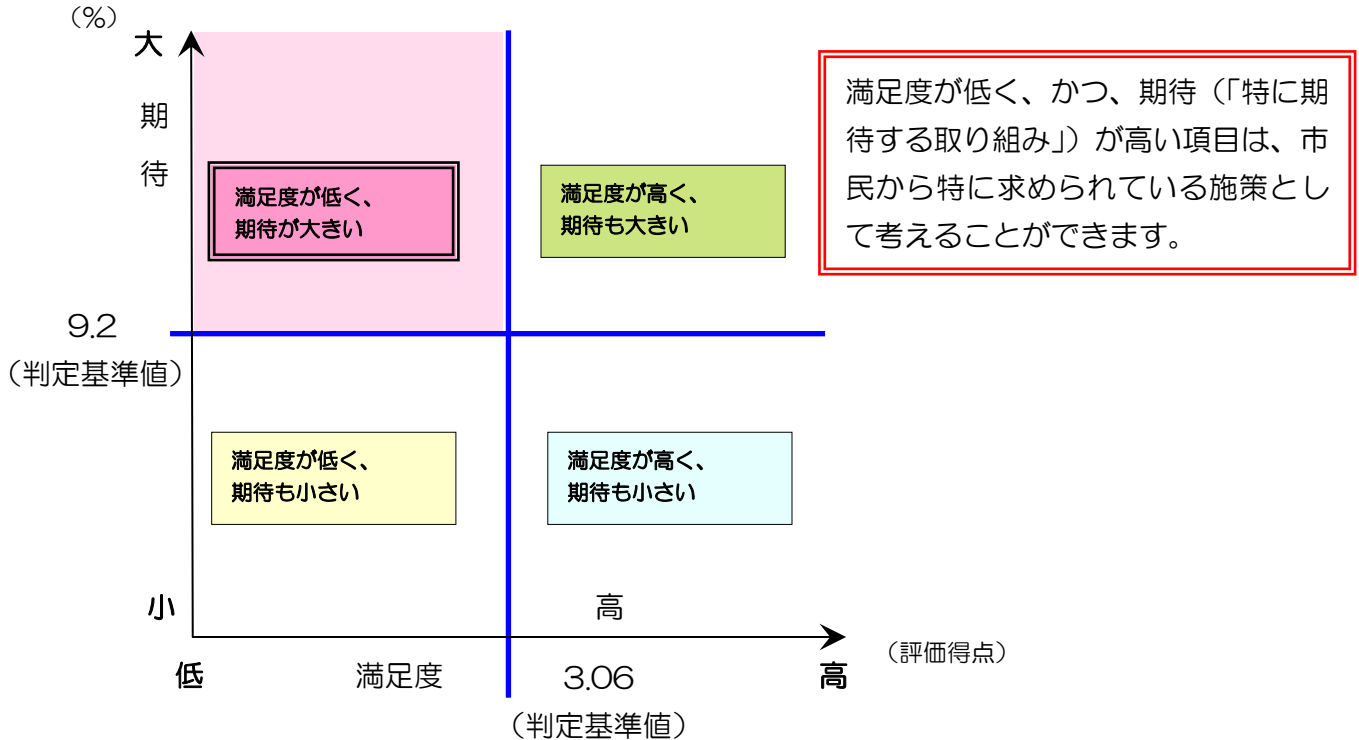 （%）
大
期
待
満足度が低く、
期待が大きい
満足度が高く、
期待も大きい
満足度が低く、かつ、期待（「特に期
待する取り組み」）が高い項目は、市
民から特に求められている施策とし
て考えることができます。
9.2
（判定基準値）
満足度が低く、
期待も小さい
満足度が高く、
期待も小さい
小
高
低
満足度
3.06
高
（評価得点）
（判定基準値）